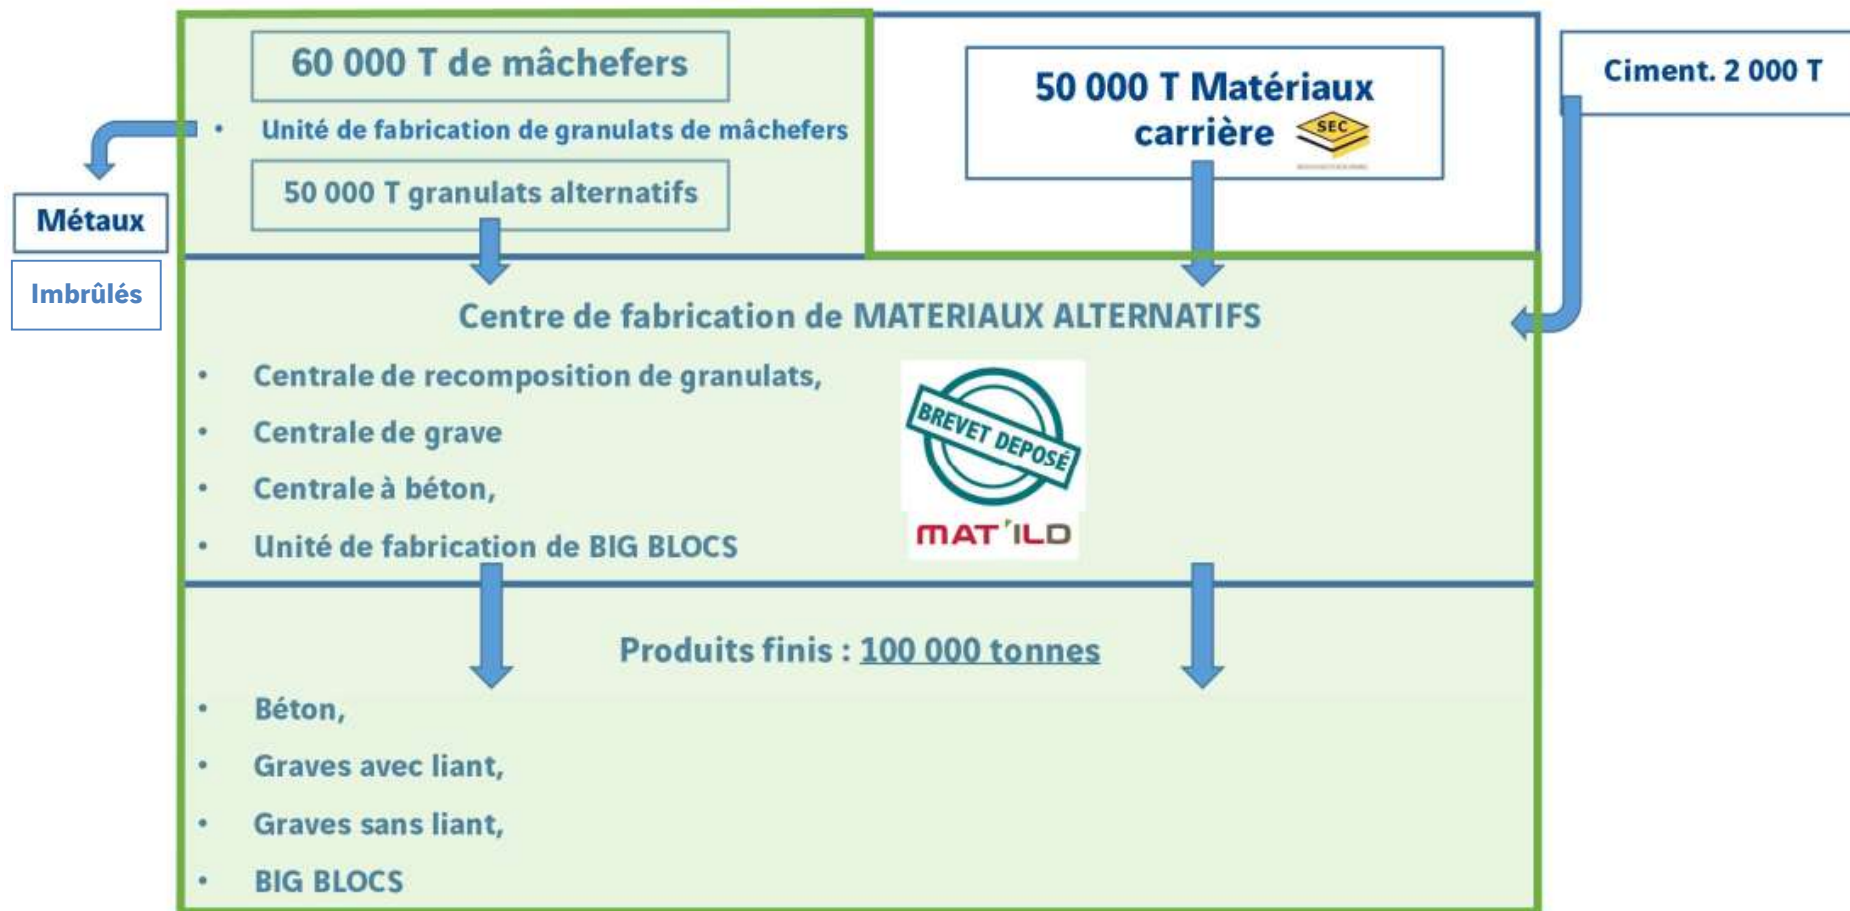 60 000 T de mâchefers
• Unité de fabrication de granulats de mâchefers
50 000 T granulats alternatifs
50 000 T Matériaux
carrière
SEC
Ciment. 2 000 T
Métaux
Imbrûlés
Centre de fabrication de MATERIAUX ALTERNATIFS
• Centrale de recomposition de granulats,
• Centrale de grave
• Centrale à béton,
• Unité de fabrication de BIG BLOCS
BREVET DEPOSÉ
MAT'ILD
Produits finis : 100 000 tonnes
• Béton,
• Graves avec liant,
• Graves sans liant,
• BIG BLOCS